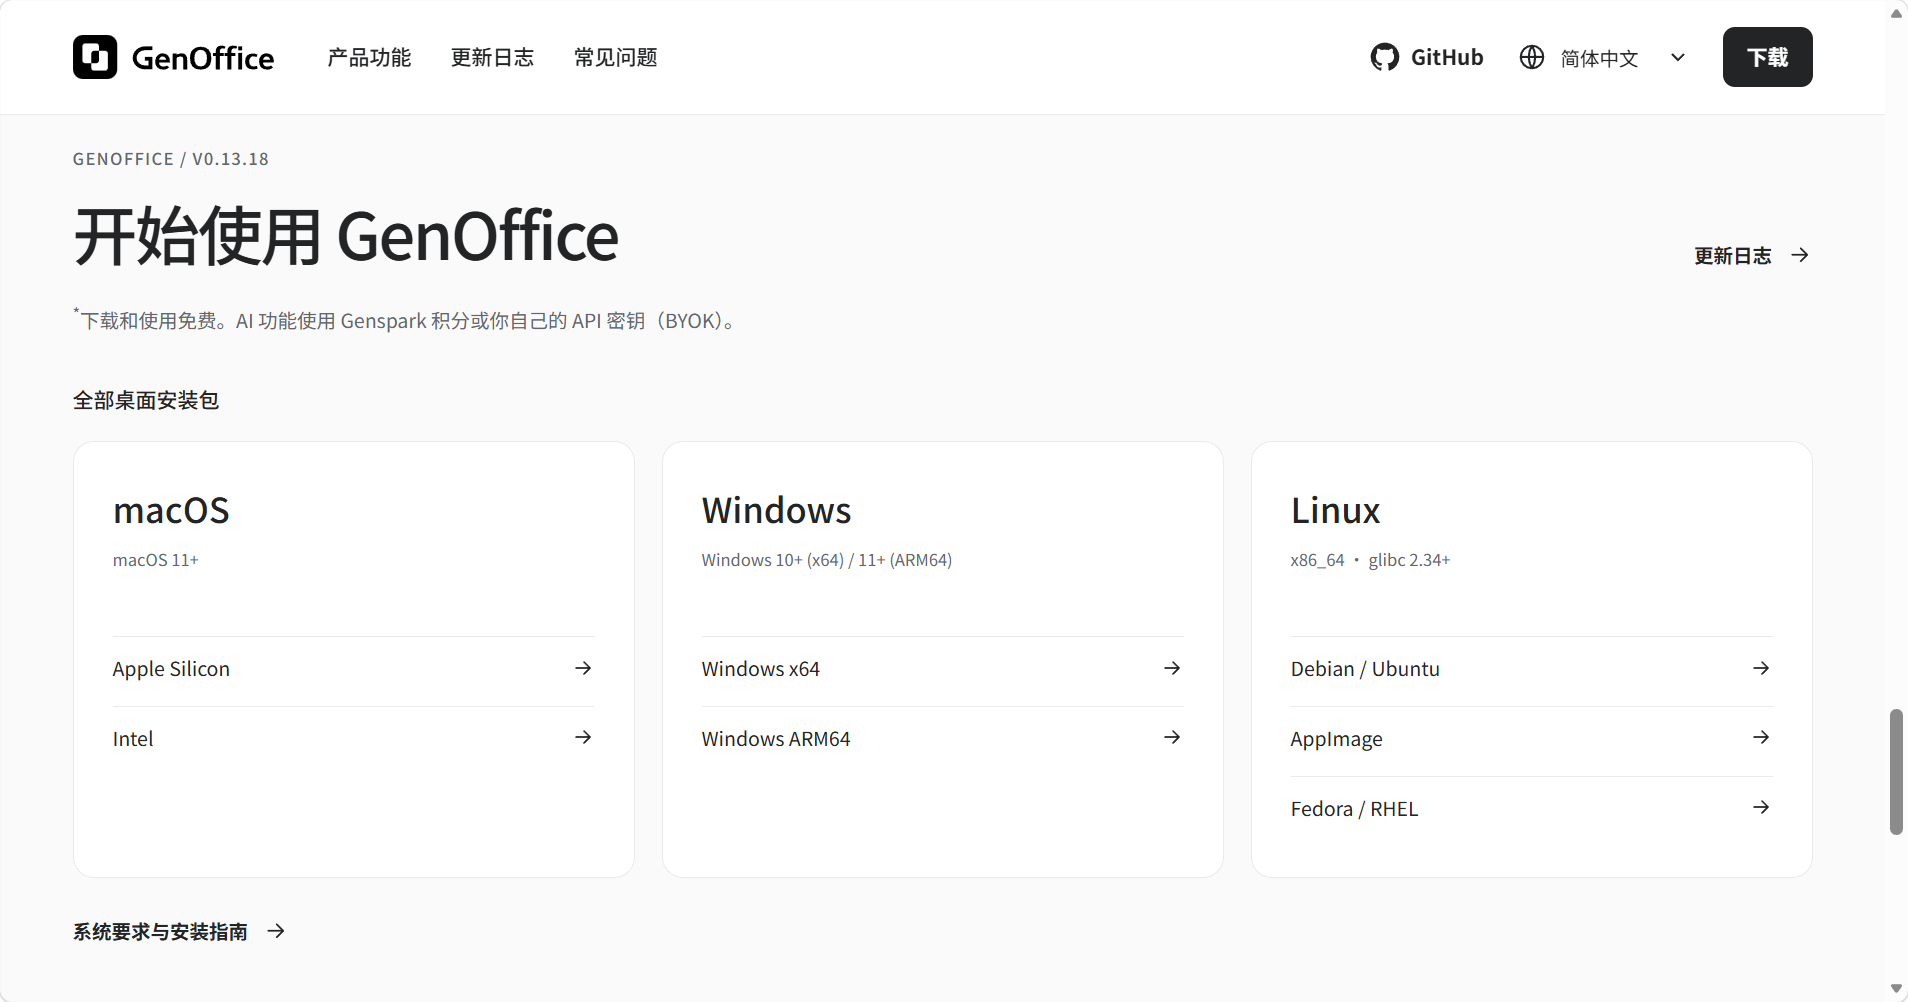 GenOffice
产品功能
更新日志
常见问题
GitHub
简体中文
下载
GENOFFICE / V0.13.18
开始使用 GenOffice
更新日志 →
*下载和使用免费。AI 功能使用 Genspark 积分或你自己的 API 密钥（BYOK）。
全部桌面安装包
macOS
macOS 11+
Apple Silicon →
Intel →
Windows
Windows 10+ (x64) / 11+ (ARM64)
Windows x64 →
Windows ARM64 →
Linux
x86_64 · glibc 2.34+
Debian / Ubuntu →
AppImage →
Fedora / RHEL →
系统要求与安装指南 →